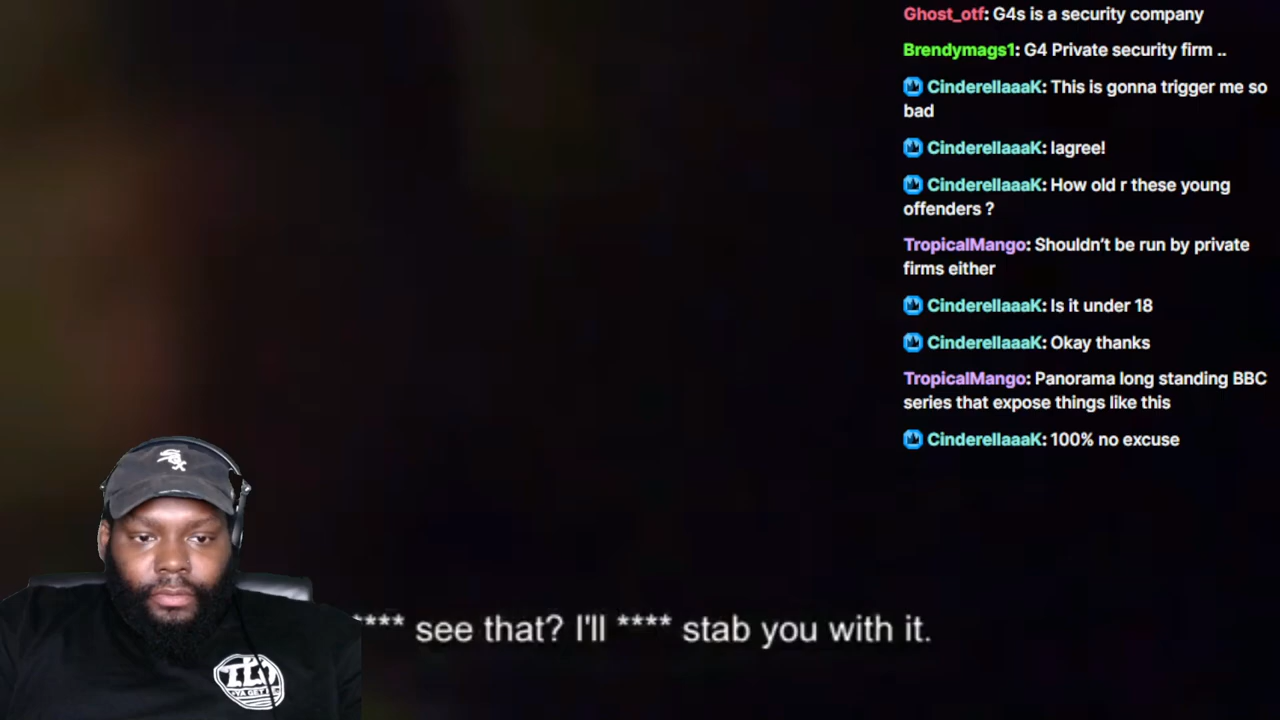 Ghost_otf: G4s is a security company
Brendymags1: G4 Private security firm ..
CinderellaaaK: This is gonna trigger me so
bad
CinderellaaaK: Iagree!
CinderellaaaK: How old r these young
offenders ?
TropicalMango: Shouldn't be run by private
firms either
CinderellaaaK: Is it under 18
CinderellaaaK: Okay thanks
TropicalMango: Panorama long standing BBC
series that expose things like this
CinderellaaaK: 100% no excuse
**** see that? I'll **** stab you with it.